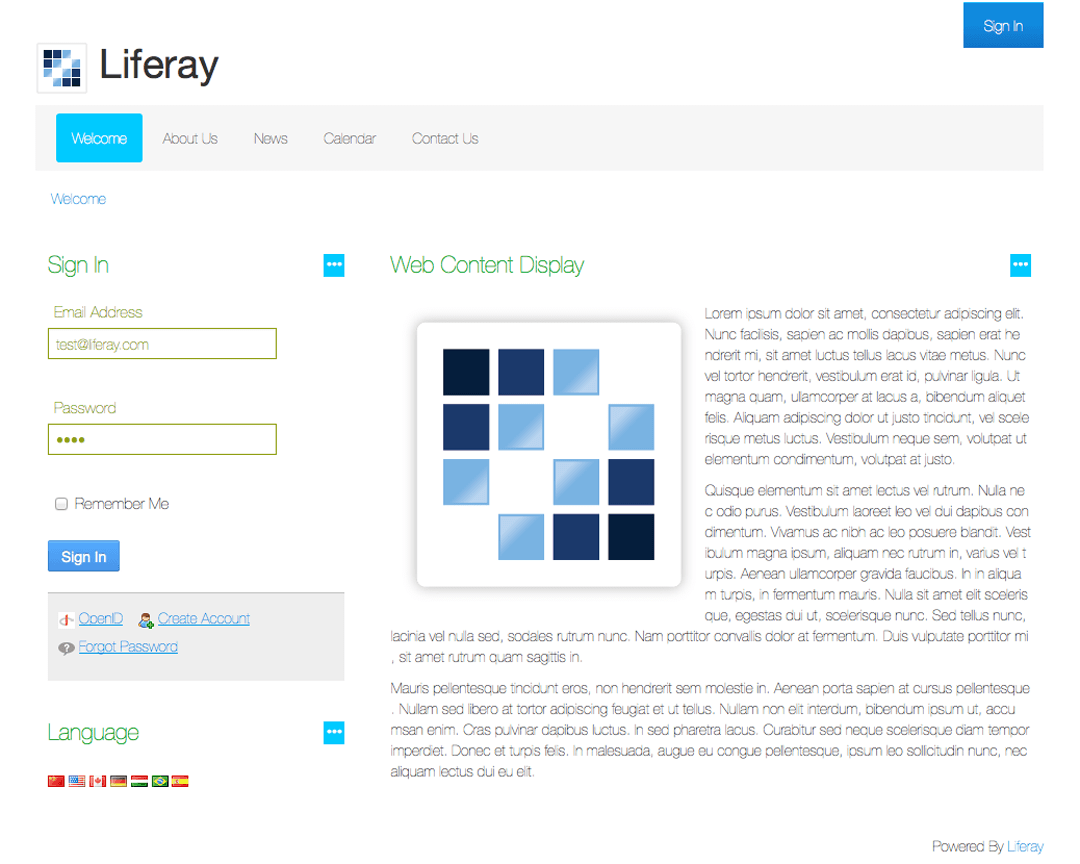 Sign In
Liferay
Welcome About Us News Calendar Contact Us
Welcome
Sign In
Email Address
test@liferay.com
Password
Remember Me
Sign In
OpenID Create Account
Forgot Password
Language
Web Content Display
Lorem ipsum dolor sit amet, consectetur adipiscing elit.
Nunc facilisis, sapien ac mollis dapibus, sapien erat he
ndrerit mi, sit amet luctus tellus lacus vitae metus. Nunc
vel tortor hendrerit, vestibulum erat id, pulvinar ligula. Ut
magna quam, ullamcorper at lacus a, bibendum aliquet
felis. Aliquam adipiscing dolor ut justo tincidunt, vel scele
risque metus luctus. Vestibulum neque sem, volutpat ut
elementum condimentum, volutpat at justo.
Quisque elementum sit amet lectus vel rutrum. Nulla ne
c odio purus. Vestibulum laoreet leo vel dui dapibus con
dimentum. Vivamus ac nibh ac leo posuere blandit. Vest
ibulum magna ipsum, aliquam nec rutrum in, varius vel t
urpis. Aenean ullamcorper gravida faucibus. In in aliqua
m turpis, in fermentum mauris. Nulla sit amet elit sceleris
que, egestas dui ut, scelerisque nunc. Sed tellus nunc,
lacinia vel nulla sed, sodales rutrum nunc. Nam porttitor convallis dolor at fermentum. Duis vulputate porttitor mi
, sit amet rutrum quam sagittis in.
Mauris pellentesque tincidunt eros, non hendrerit sem molestie in. Aenean porta sapien at cursus pellentesque
. Nullam sed libero at tortor adipiscing feugiat et ut tellus. Nullam non elit interdum, bibendum ipsum ut, accu
msan enim. Cras pulvinar dapibus luctus. In sed pharetra lacus. Curabitur sed neque scelerisque diam tempor
imperdiet. Donec et turpis felis. In malesuada, augue eu congue pellentesque, ipsum leo sollicitudin nunc, nec
aliquam lectus dui eu elit.
Powered By Liferay